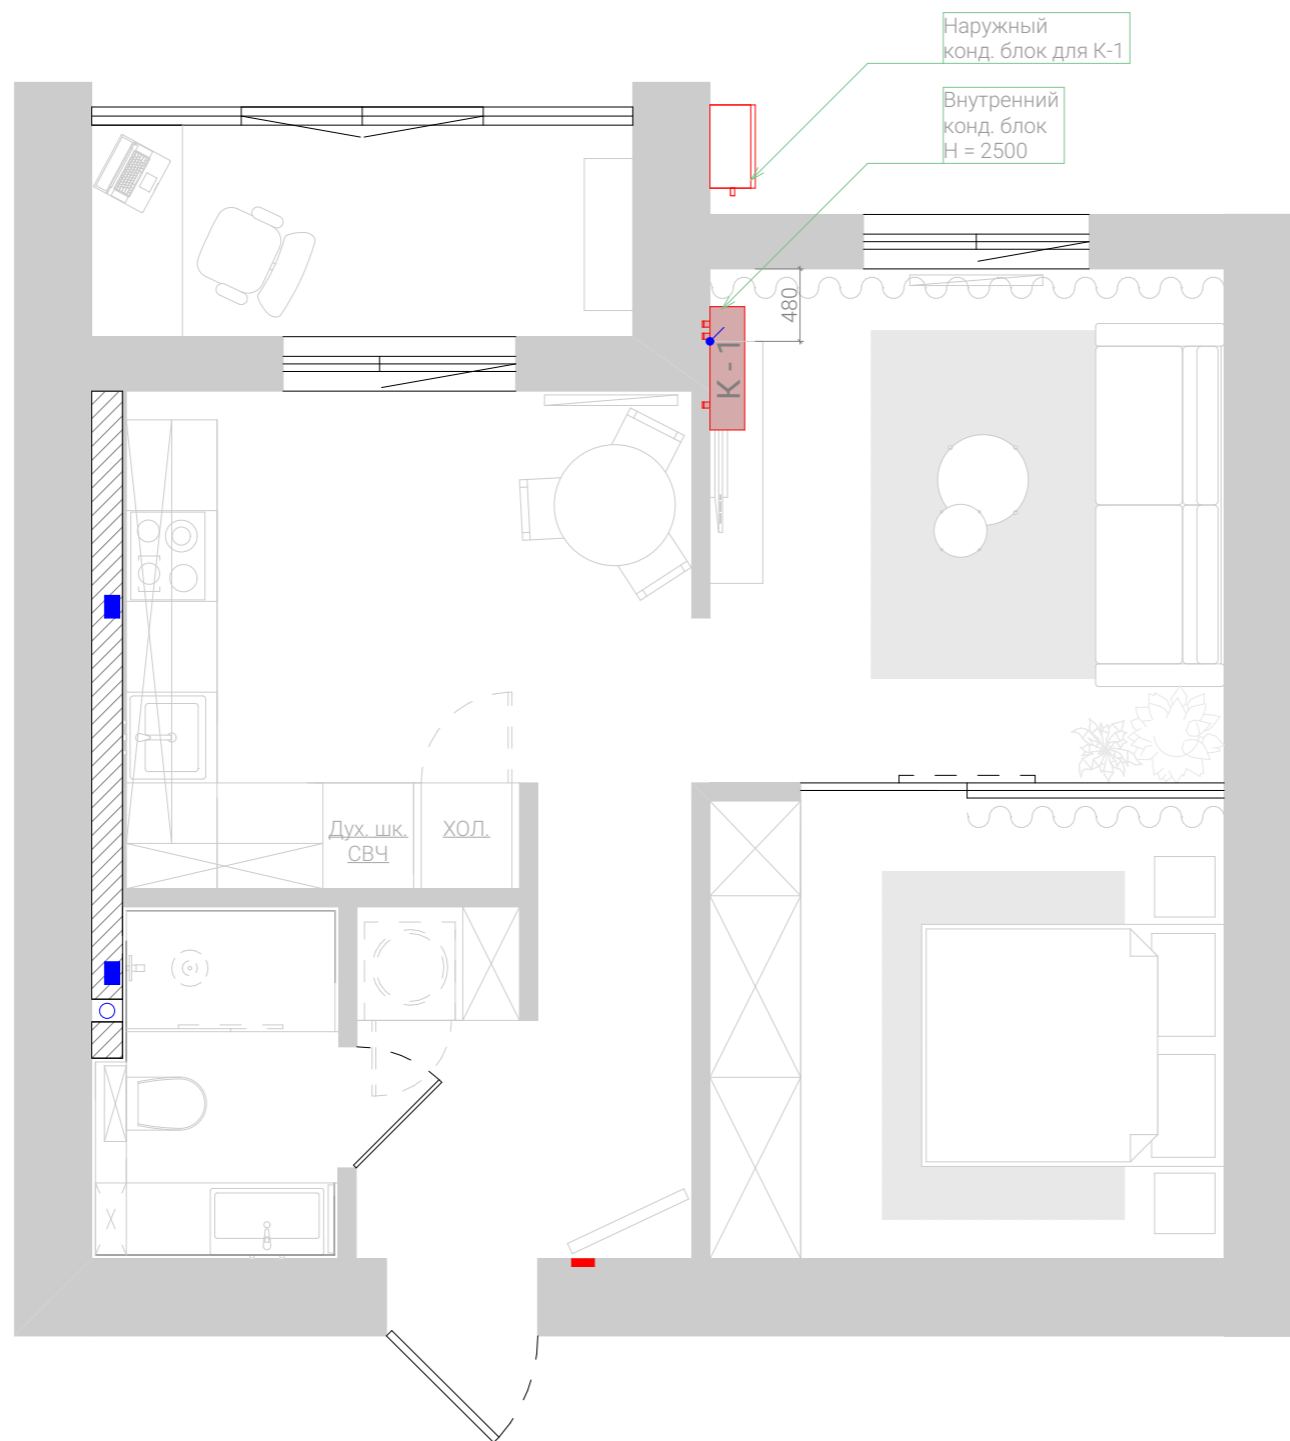 Наружный
конд. блок для К-1
Внутренний
конд. блок
H = 2500
480
К - 1
Дух. шк.
СВЧ
ХОЛ.